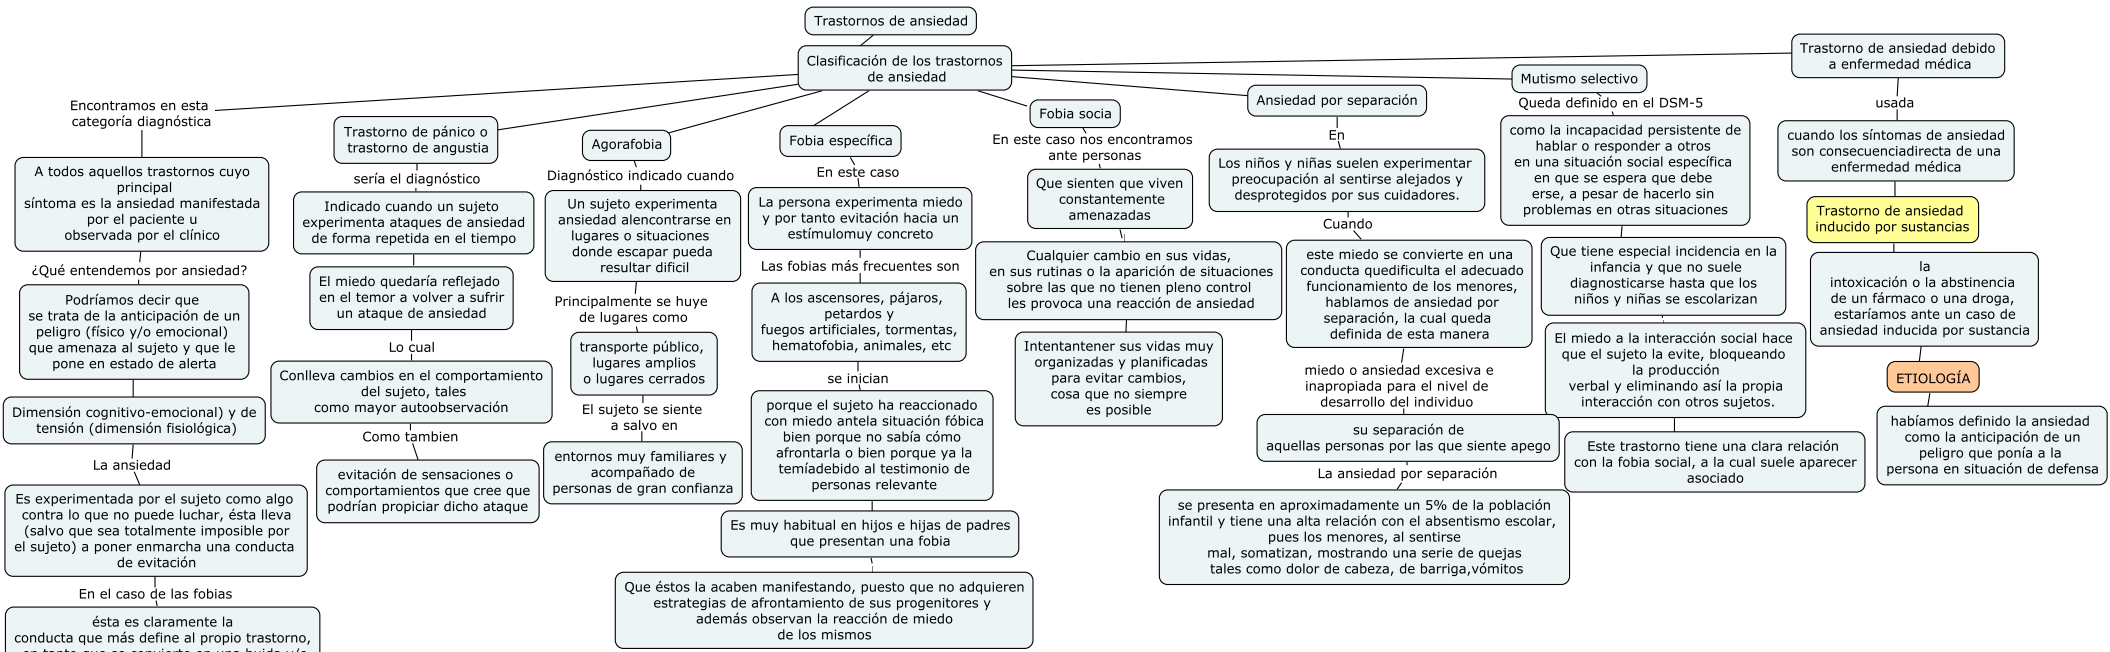 Trastornos de ansiedad
Clasificación de los trastornos
de ansiedad
Encontramos en esta
categoría diagnóstica
A todos aquellos trastornos cuyo
principal
síntoma es la ansiedad manifestada
por el paciente u
observada por el clínico
¿Qué entendemos por ansiedad?
Podríamos decir que
se trata de la anticipación de un
peligro (físico y/o emocional)
que amenaza al sujeto y que le
pone en estado de alerta
Dimensión cognitivo-emocional) y de
tensión (dimensión fisiológica)
La ansiedad
Es experimentada por el sujeto como algo
contra lo que no puede luchar, ésta lleva
(salvo que sea totalmente imposible por
el sujeto) a poner enmarcha una conducta
de evitación
En el caso de las fobias
ésta es claramente la
conducta que más define al propio trastorno,
Trastorno de pánico o
trastorno de angustia
sería el diagnóstico
Indicado cuando un sujeto
experimenta ataques de ansiedad
de forma repetida en el tiempo
El miedo quedaría reflejado
en el temor a volver a sufrir
un ataque de ansiedad
Lo cual
Conlleva cambios en el comportamiento
del sujeto, tales
como mayor autoobservación
Como tambien
evitación de sensaciones o
comportamientos que cree que
podrían propiciar dicho ataque
Agorafobia
Diagnóstico indicado cuando
Un sujeto experimenta
ansiedad alencontrarse en
lugares o situaciones
donde escapar pueda
resultar dificil
Principalmente se huye
de lugares como
transporte público,
lugares amplios
o lugares cerrados
El sujeto se siente
a salvo en
entornos muy familiares y
acompañado de
personas de gran confianza
Fobia específica
En este caso
La persona experimenta miedo
y por tanto evitación hacia un
estímulomuy concreto
Las fobias más frecuentes son
A los ascensores, pájaros,
petardos y
fuegos artificiales, tormentas,
hematofobia, animales, etc
se inician
porque el sujeto ha reaccionado
con miedo antela situación fóbica
bien porque no sabía cómo
afrontarla o bien porque ya la
temíadebido al testimonio de
personas relevante
Es muy habitual en hijos e hijas de padres
que presentan una fobia
Que éstos la acaben manifestando, puesto que no adquieren
estrategias de afrontamiento de sus progenitores y
además observan la reacción de miedo
de los mismos
Fobia socia
En este caso nos encontramos
ante personas
Que sienten que viven
constantemente
amenazadas
Cualquier cambio en sus vidas,
en sus rutinas o la aparición de situaciones
sobre las que no tienen pleno control
les provoca una reacción de ansiedad
Intentantener sus vidas muy
organizadas y planificadas
para evitar cambios,
cosa que no siempre
es posible
Ansiedad por separación
En
Los niños y niñas suelen experimentar
preocupación al sentirse alejados y
desprotegidos por sus cuidadores.
Cuando
este miedo se convierte en una
conducta quedificulta el adecuado
funcionamiento de los menores,
hablamos de ansiedad por
separación, la cual queda
definida de esta manera
miedo o ansiedad excesiva e
inapropiada para el nivel de
desarrollo del individuo
su separación de
aquellas personas por las que siente apego
La ansiedad por separación
se presenta en aproximadamente un 5% de la población
infantil y tiene una alta relación con el absentismo escolar,
pues los menores, al sentirse
mal, somatizan, mostrando una serie de quejas
tales como dolor de cabeza, de barriga,vómitos
Mutismo selectivo
Queda definido en el DSM-5
como la incapacidad persistente de
hablar o responder a otros
en una situación social específica
en que se espera que debe
erse, a pesar de hacerlo sin
problemas en otras situaciones
Que tiene especial incidencia en la
infancia y que no suele
diagnosticarse hasta que los
niños y niñas se escolarizan
El miedo a la interacción social hace
que el sujeto la evite, bloqueando
la producción
verbal y eliminando así la propia
interacción con otros sujetos.
Este trastorno tiene una clara relación
con la fobia social, a la cual suele aparecer
asociado
Trastorno de ansiedad debido
a enfermedad médica
usada
cuando los síntomas de ansiedad
son consecuenciadirecta de una
enfermedad médica
Trastorno de ansiedad
inducido por sustancias
la
intoxicación o la abstinencia
de un fármaco o una droga,
estaríamos ante un caso de
ansiedad inducida por sustancia
ETIOLOGÍA
habíamos definido la ansiedad
como la anticipación de un
peligro que ponía a la
persona en situación de defensa